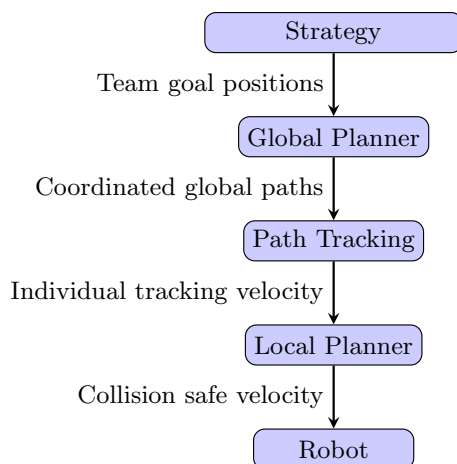 Strategy
Team goal positions
Global Planner
Coordinated global paths
Path Tracking
Individual tracking velocity
Local Planner
Collision safe velocity
Robot